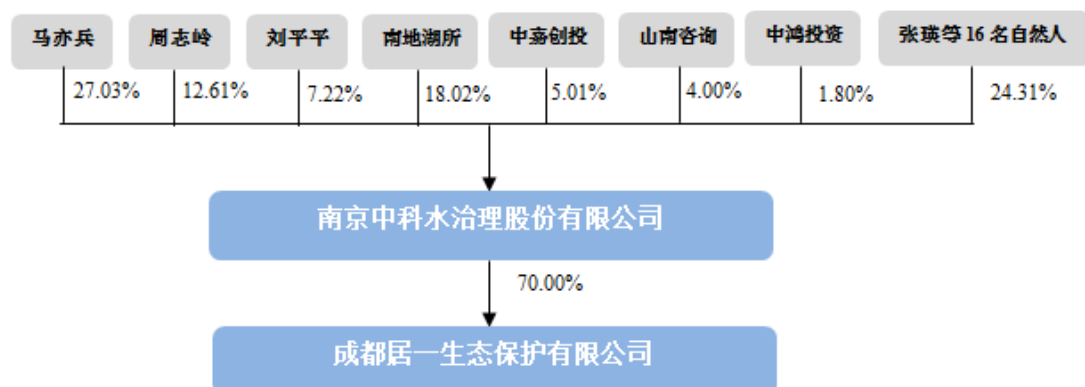 马亦兵 周志岭 刘平平 南地湖所 中嘉创投 山南咨询 中鸿投资 张瑛等 16 名自然人
27.03% 12.61% 7.22% 18.02% 5.01% 4.00% 1.80% 24.31%
南京中科水治理股份有限公司
70.00%
成都居一生态保护有限公司